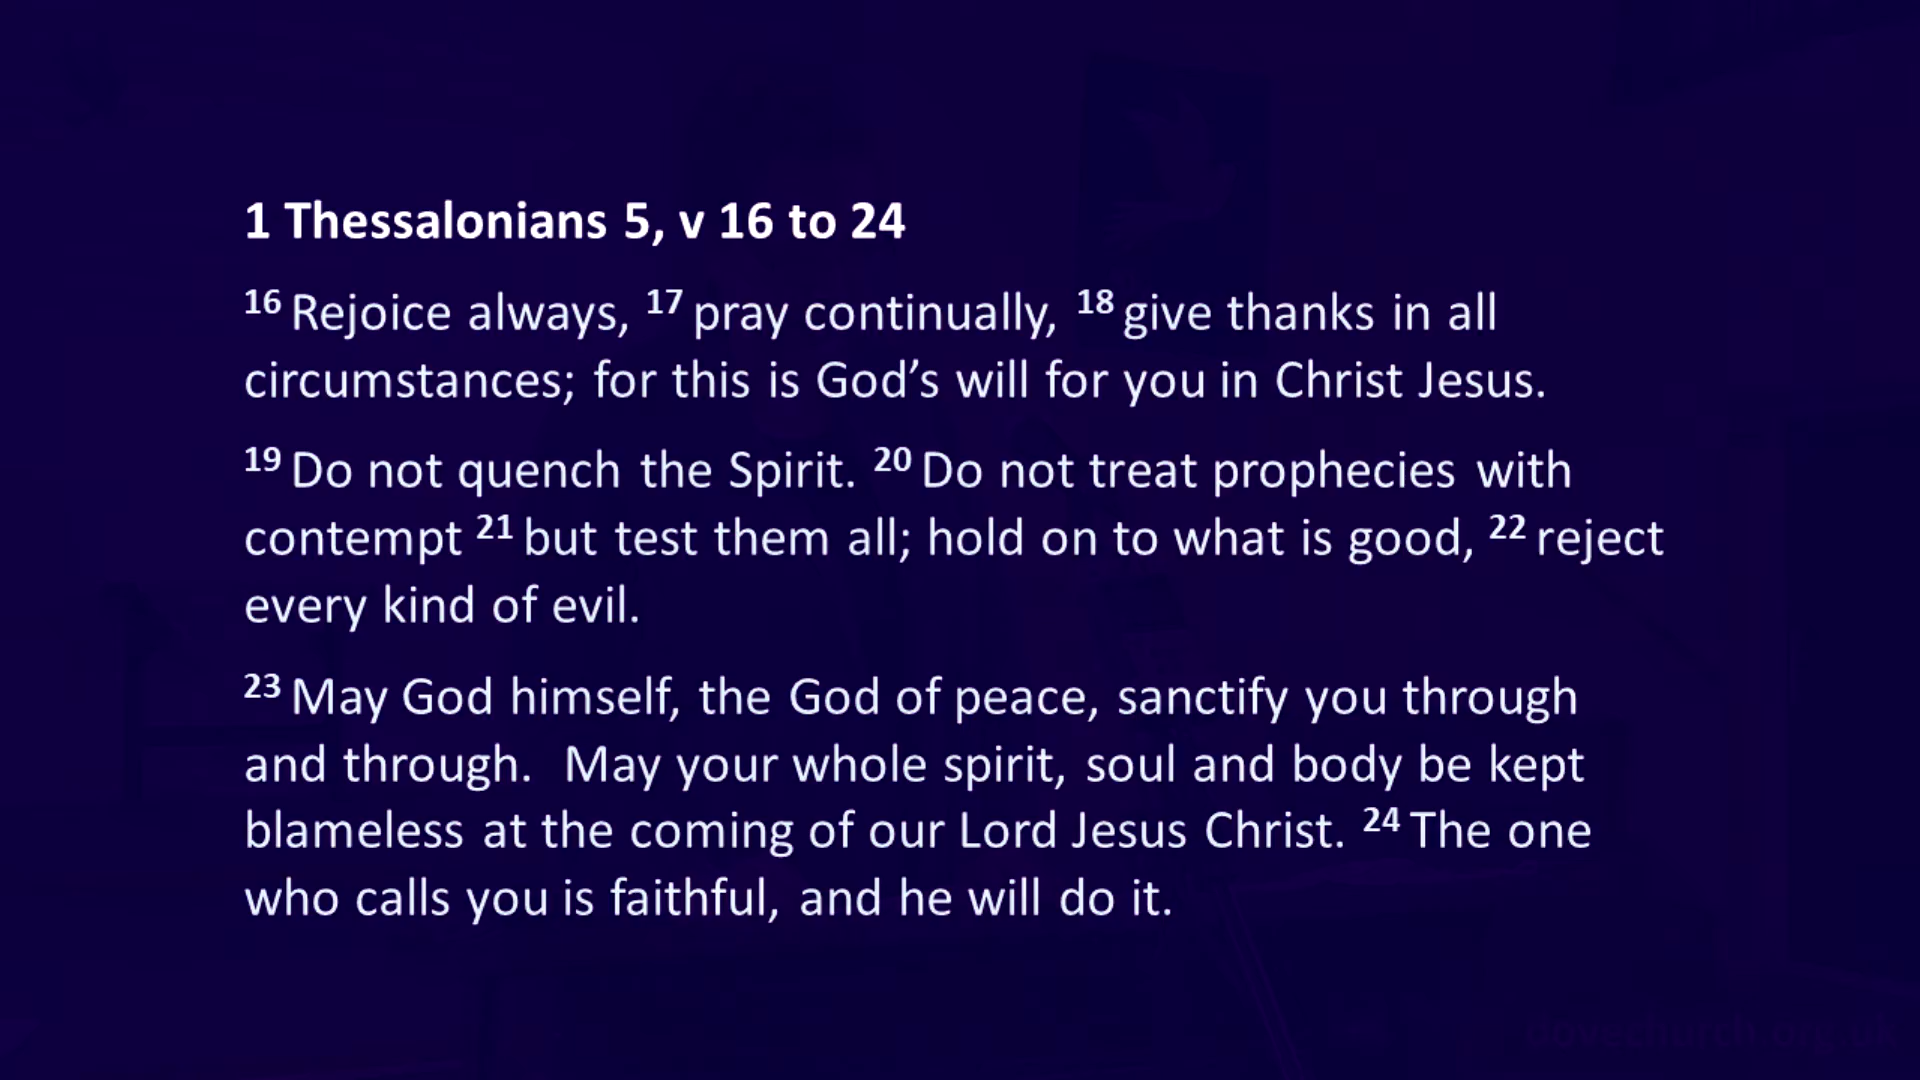 1 Thessalonians 5, v 16 to 24
16 Rejoice always, 17 pray continually, 18 give thanks in all
circumstances; for this is God’s will for you in Christ Jesus.
19 Do not quench the Spirit. 20 Do not treat prophecies with
contempt 21 but test them all; hold on to what is good, 22 reject
every kind of evil.
23 May God himself, the God of peace, sanctify you through
and through.  May your whole spirit, soul and body be kept
blameless at the coming of our Lord Jesus Christ. 24 The one
who calls you is faithful, and he will do it.
dovechurch.org.uk